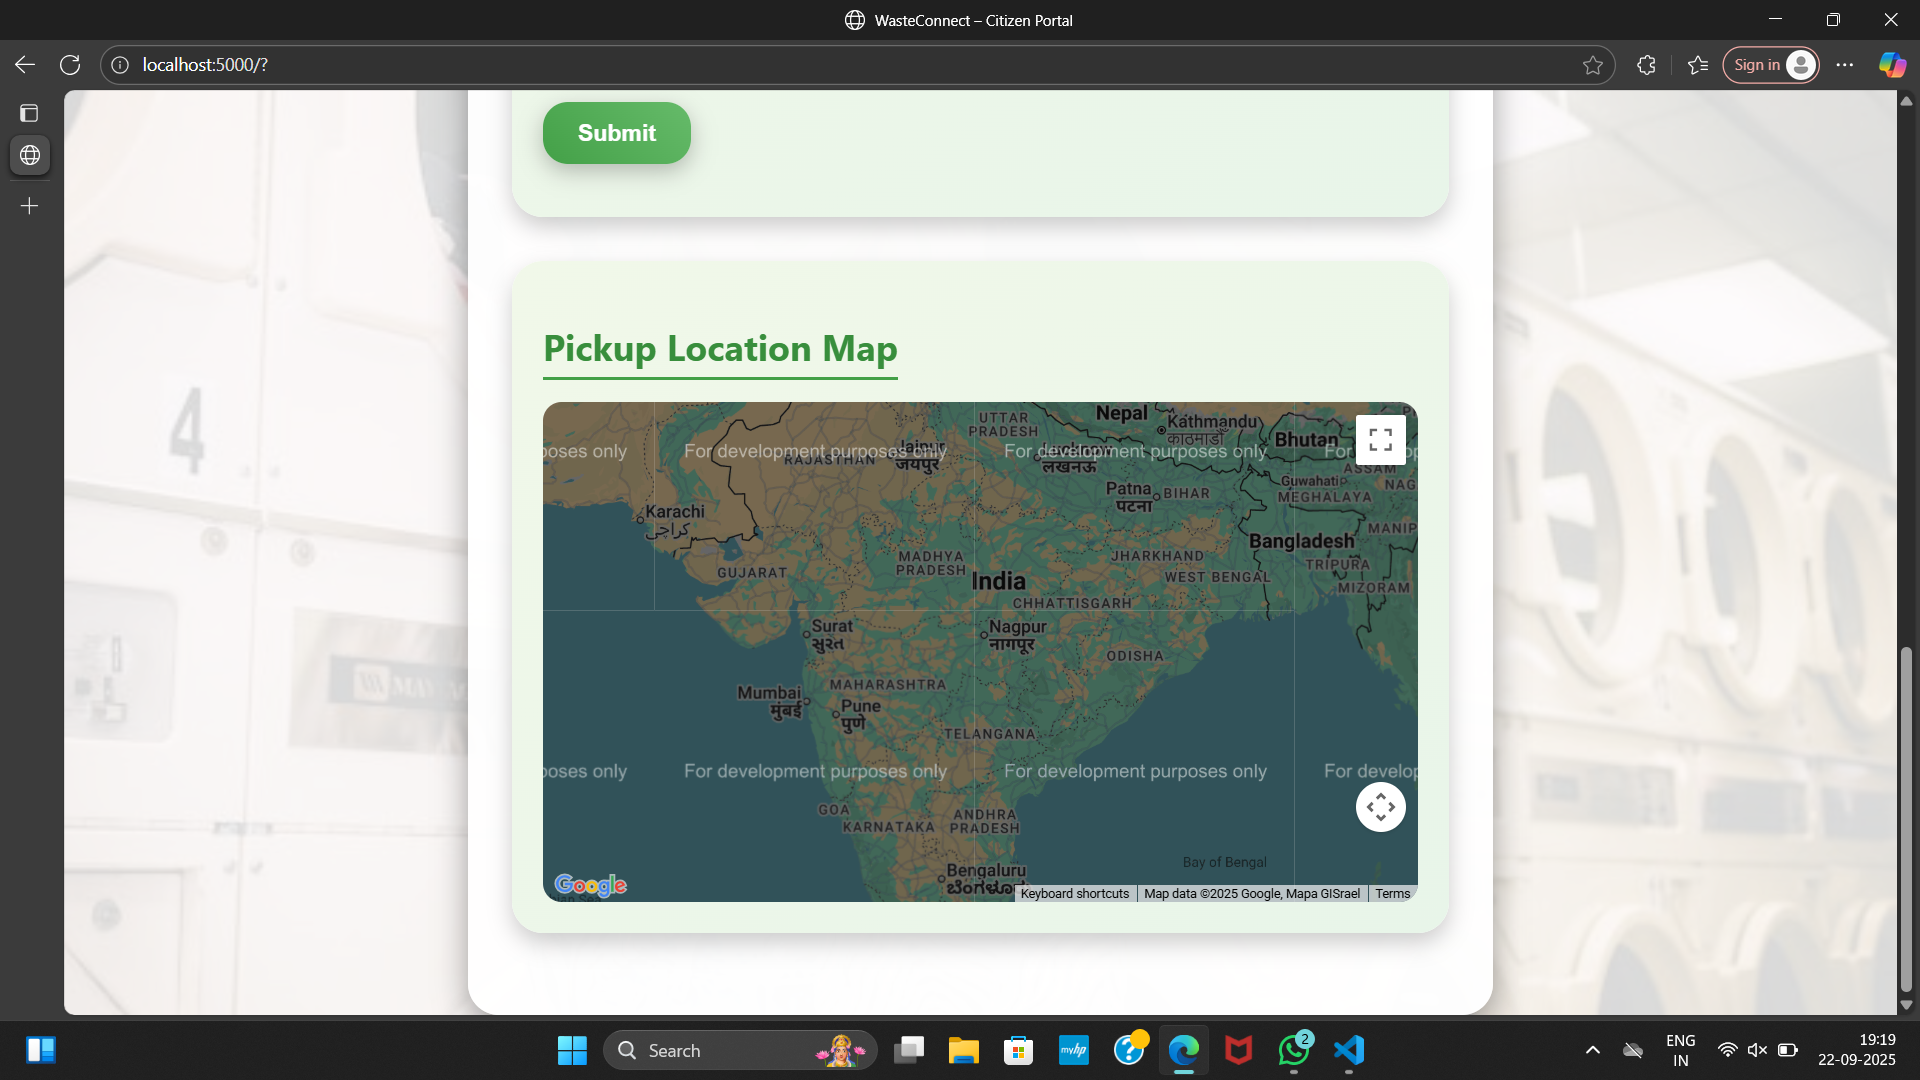 WasteConnect – Citizen Portal
localhost:5000/?
Sign in
Submit
4
Pickup Location Map
UTTAR
PRADESH
Nepal
Kathmandu
काठमाडौं
Bhutan
oses only
For development purposes only
For development purposes only
RAJASTHAN
जयपुर
लखनऊ
ASSAM
Patna
पटना
BIHAR
Guwahati
MEGHALAYA
NAG
Karachi
کراچی
MANIP
Bangladesh
MADHYA
PRADESH
JHARKHAND
TRIPURA
GUJARAT
India
WEST BENGAL
MIZORAM
CHHATTISGARH
Surat
सुरत
Nagpur
नागपूर
ODISHA
Mumbai
मुंबई
MAHARASHTRA
Pune
पुणे
TELANGANA
oses only
For development purposes only
For development purposes only
For develop
GOA
KARNATAKA
ANDHRA
PRADESH
Bay of Bengal
Bengaluru
Google
Keyboard shortcuts
Map data ©2025 Google, Mapa GISrael
Terms
Search
myhp
2
ENG
IN
19:19
22-09-2025